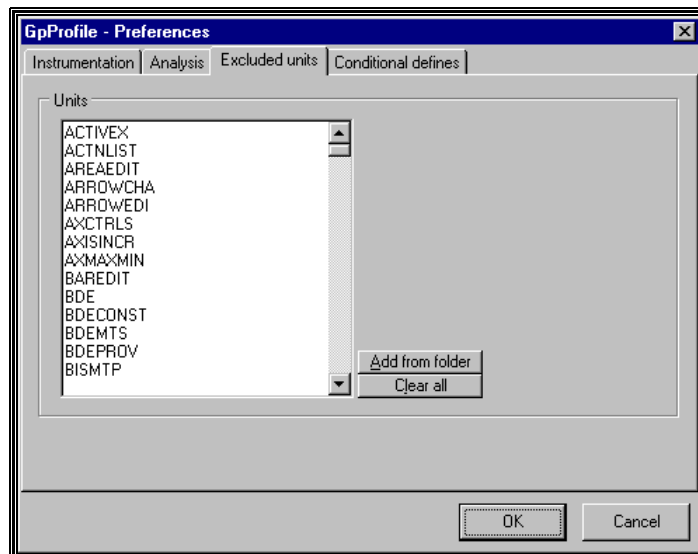 GpProfile - Preferences
Instrumentation Analysis Excluded units Conditional defines
Units
ACTIVEX
ACTNLIST
AREAEDIT
ARROWCHA
ARROWEDI
AXCTRLS
AXISINCR
AXMAXMIN
BAREDIT
BDE
BDECONST
BDEMTS
BDEPROV
BISMTP
Add from folder
Clear all
OK Cancel